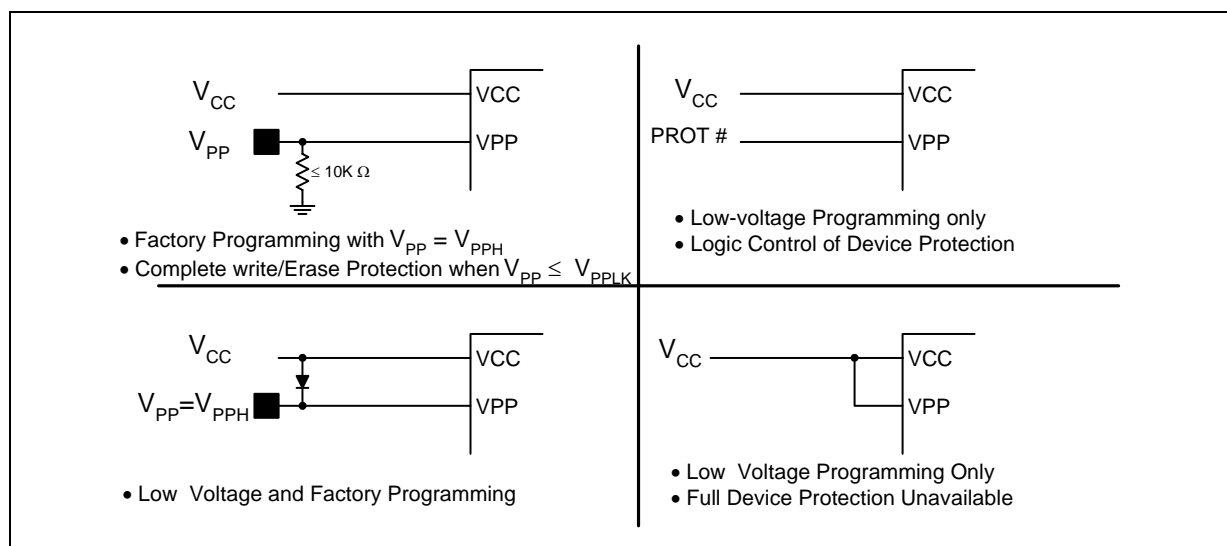 V_CC
VCC
V_PP
VPP
≤ 10K Ω
• Factory Programming with V_PP = V_PPH
• Complete write/Erase Protection when V_PP ≤ V_PPLK
V_CC
VCC
PROT #
VPP
• Low-voltage Programming only
• Logic Control of Device Protection
V_CC
VCC
V_PP=V_PPH
VPP
• Low Voltage and Factory Programming
V_CC
VCC
VPP
• Low Voltage Programming Only
• Full Device Protection Unavailable